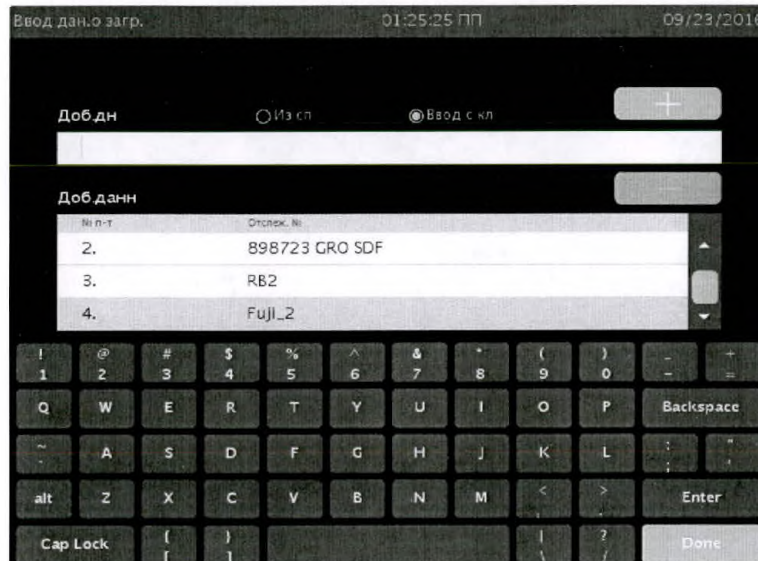 Ввод дан.о загр. 01:25:25 ПП 09/23/2016
+
Доб.дн Из сп Ввод с кл
Доб.данн
№ п-т Отслеж. №
2. 898723 GRO SDF
3. RB2
4. Fuji_2
! @ # $ % ^ & * ( ) _ +
1 2 3 4 5 6 7 8 9 0 - =
Q W E R T Y U I O P Backspace
~ A S D F G H J K L : "
; '
alt Z X C V B N M < > Enter
Cap Lock { } | ? Done
[ ] \ /